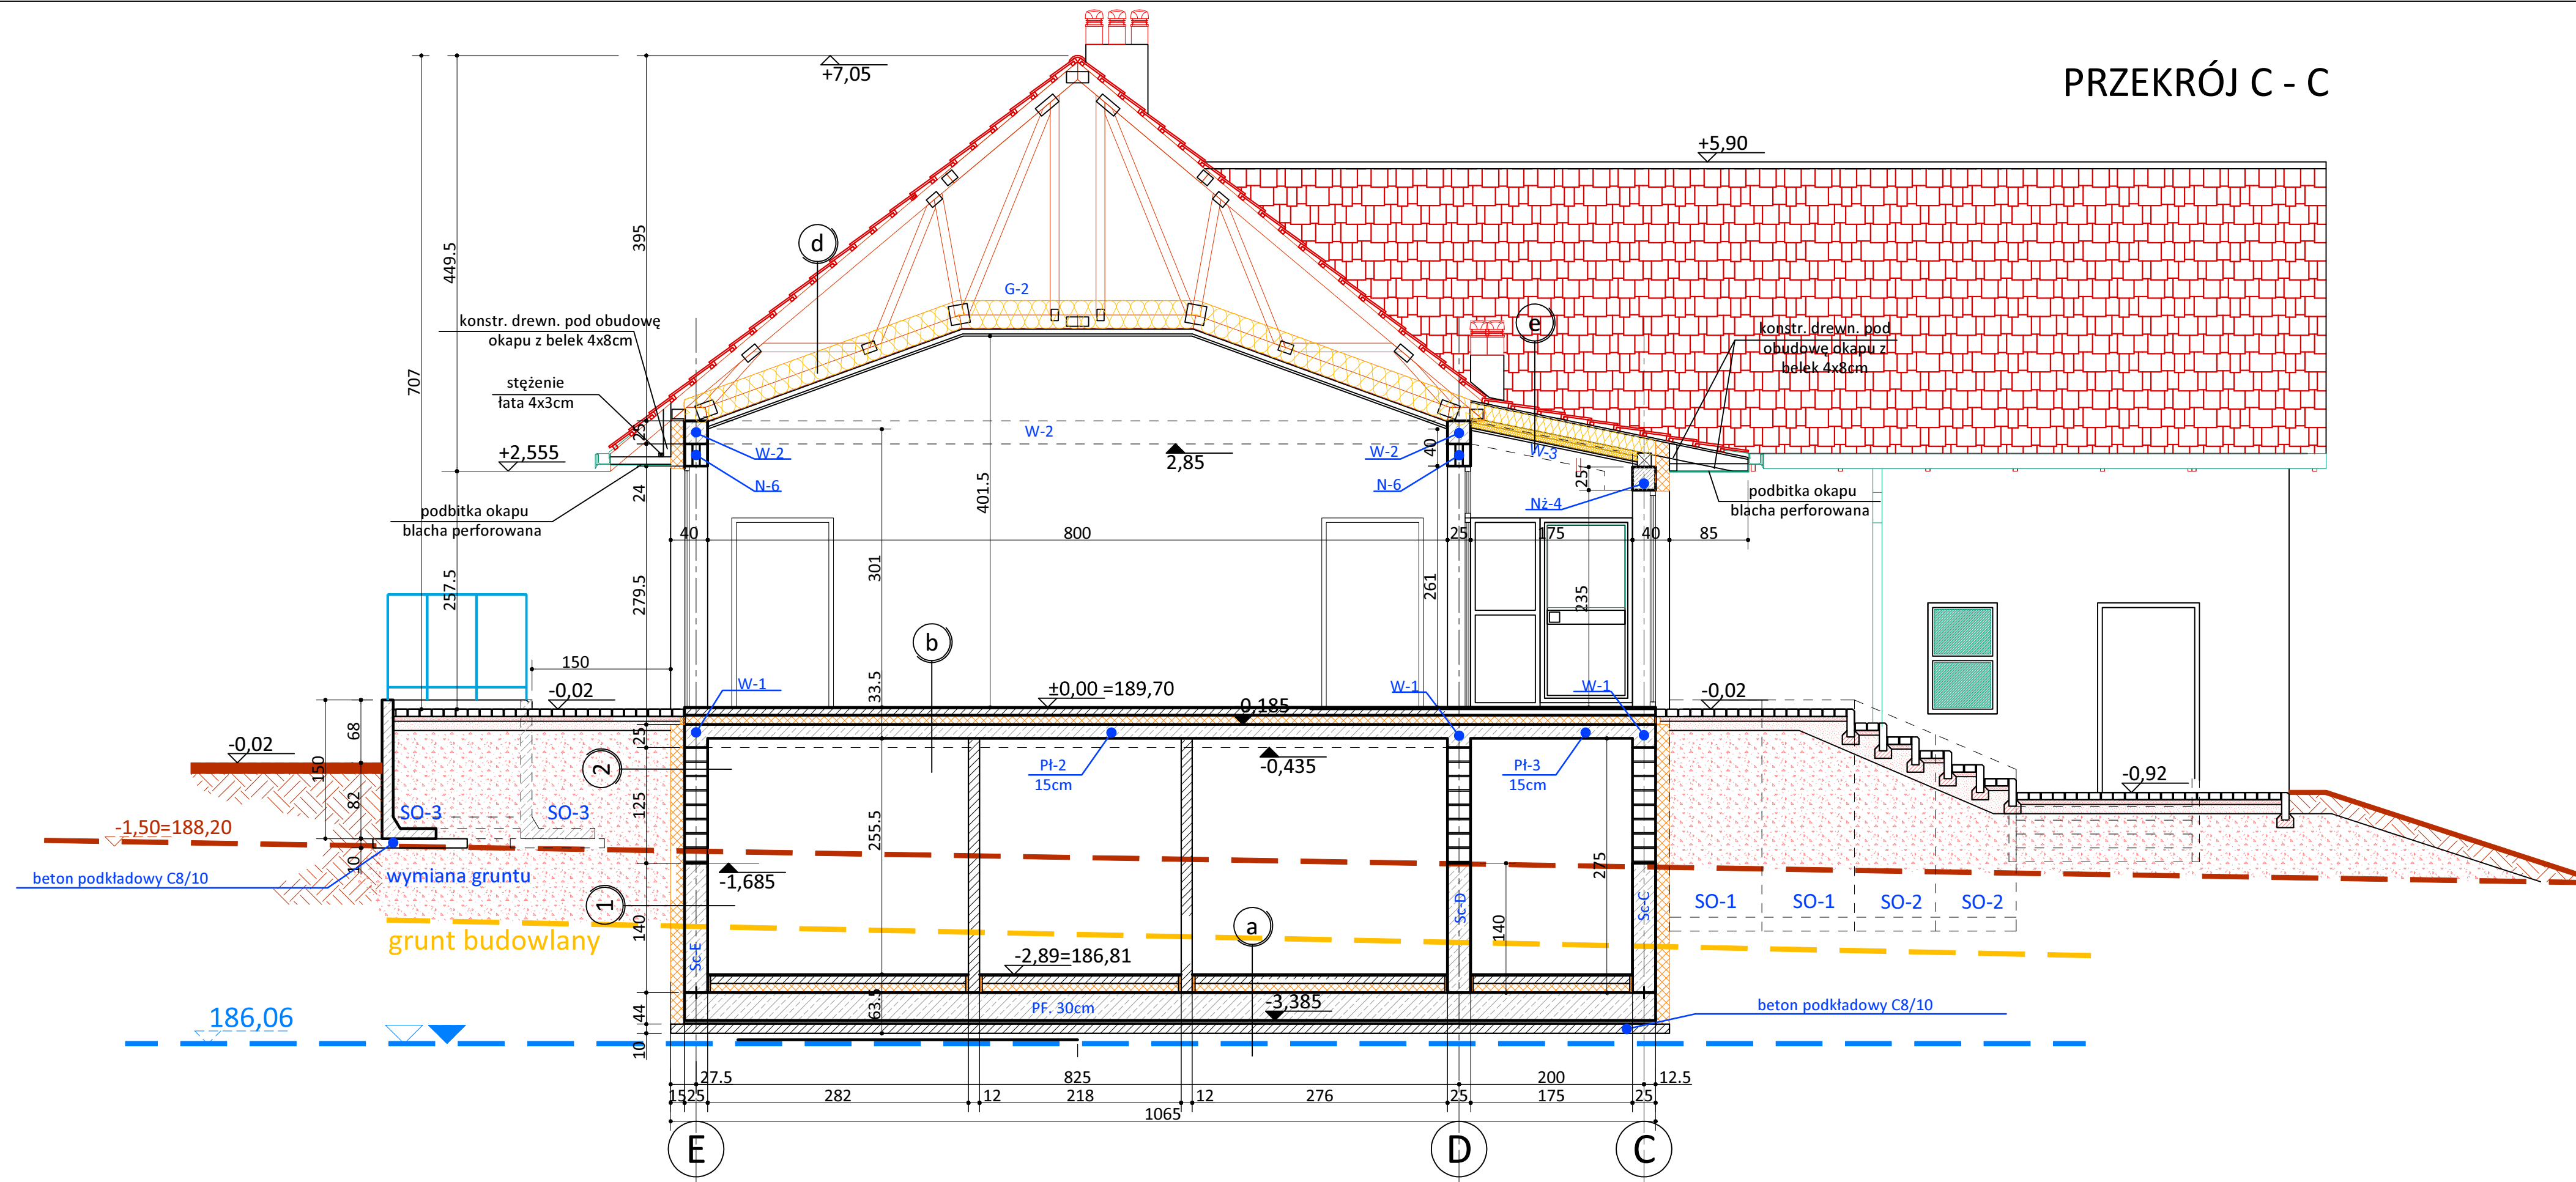 PRZEKRÓJ C - C
+7,05
+5,90
707
449.5
395
d
G-2
e
konstr. drewn. pod obudowę
okapu z belek 4x8cm
konstr. drewn. pod
obudowę okapu z
belek 4x8cm
stężenie
łata 4x3cm
25
W-2
W-2
W-2
40
W-3
+2,555
2,85
N-6
N-6
24
401.5
25
Nż-4
podbitka okapu
blacha perforowana
podbitka okapu
blacha perforowana
40
800
25
175
40
85
257.5
279.5
301
261
235
b
150
W-1
W-1
W-1
-0,02
33.5
±0,00 =189,70
-0,02
0,185
68
-0,02
25
150
2
-0,435
Pł-2
15cm
Pł-3
15cm
-0,92
82
SO-3
SO-3
125
255.5
-1,50=188,20
10
275
wymiana gruntu
beton podkładowy C8/10
-1,685
1
140
140
Sc-E
Sc-D
Sc-C
SO-1
SO-1
SO-2
SO-2
a
grunt budowlany
-2,89=186,81
63.5
44
PF. 30cm
-3,385
beton podkładowy C8/10
186,06
10
27.5
825
200
12.5
15
25
282
12
218
12
276
25
175
25
1065
E
D
C